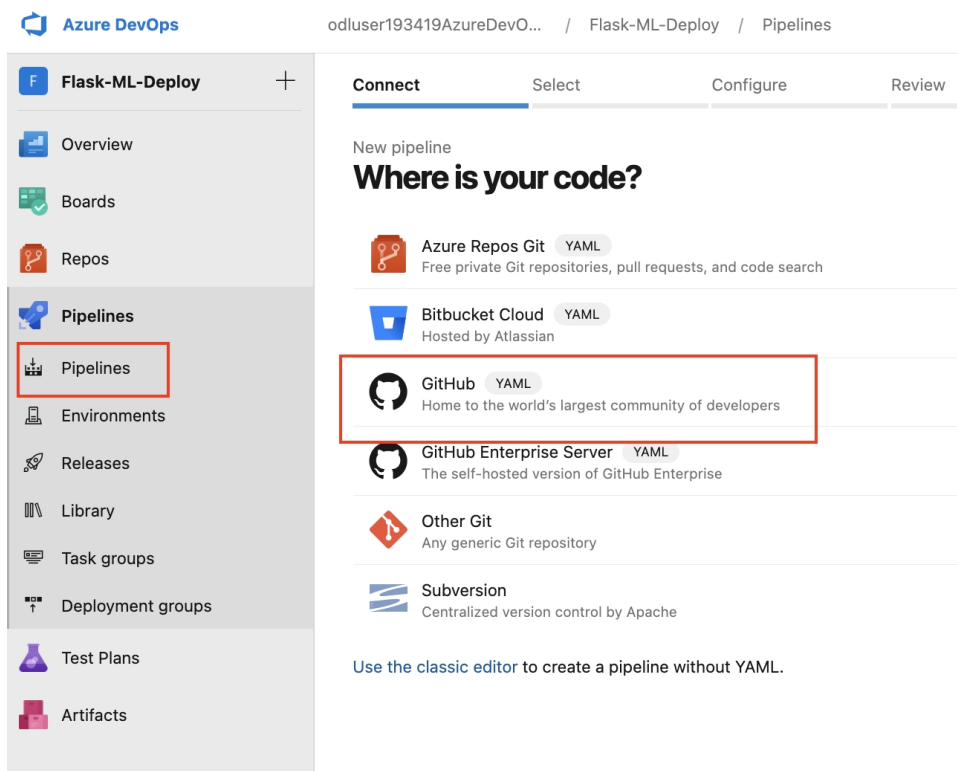 Azure DevOps
odluser193419AzureDevO... / Flask-ML-Deploy / Pipelines
F Flask-ML-Deploy +
Overview
Boards
Repos
Pipelines
Pipelines
Environments
Releases
Library
Task groups
Deployment groups
Test Plans
Artifacts
Connect Select Configure Review
New pipeline
Where is your code?
Azure Repos Git YAML
Free private Git repositories, pull requests, and code search
Bitbucket Cloud YAML
Hosted by Atlassian
GitHub YAML
Home to the world's largest community of developers
GitHub Enterprise Server YAML
The self-hosted version of GitHub Enterprise
Other Git
Any generic Git repository
Subversion
Centralized version control by Apache
Use the classic editor to create a pipeline without YAML.